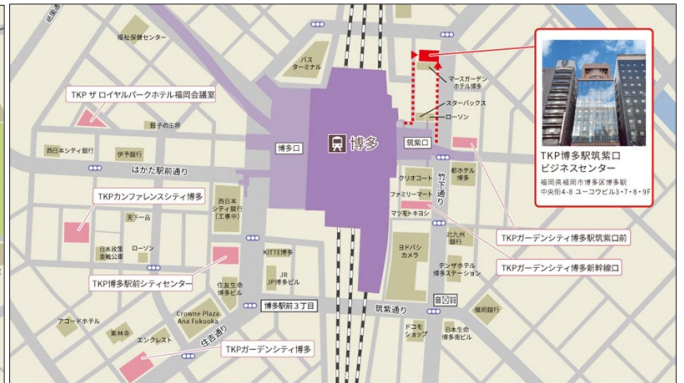 福祉保健センター
バス
ターミナル
TKP ザ ロイヤルパークホテル福岡会議室
餃子の王将
西日本シティ銀行
伊予銀行
はかた駅前通り
TKPカンファレンスシティ博多
天下一品
日本政策
金融公庫
ローソン
TKP博多駅前シティセンター
西日本
シティ銀行
(工事中)
住友生命
博多ビル
アゴーラホテル
東林寺
エンクレスト
Crowne Plaza
Ana Fukuoka
住吉通り
TKPガーデンシティ博多
博多口
博多
筑紫口
KITTE博多
JR
JP博多ビル
博多駅前3丁目
筑紫通り
マースガーデン
ホテル博多
スターバックス
ローソン
都ホテル
博多
竹下通り
クリオコート
ファミリーマート
マツモトキヨシ
ヨドバシ
カメラ
北九州
銀行
デンザホテル
博多ステーション
福岡銀行
ドコモ
ショップ
日本生命
博多南ビル
TKPガーデンシティ博多駅筑紫口前
TKPガーデンシティ博多新幹線口
TKP博多駅筑紫口
ビジネスセンター
福岡県福岡市博多区博多駅
中央街4-8 ユーコウビル3・7・8・9F